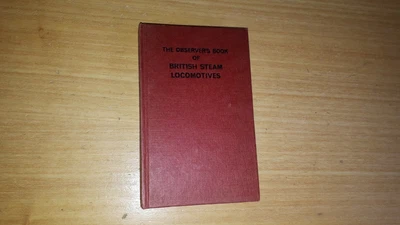 THE OBSERVER'S BOOK
OF
BRITISH STEAM
LOCOMOTIVES